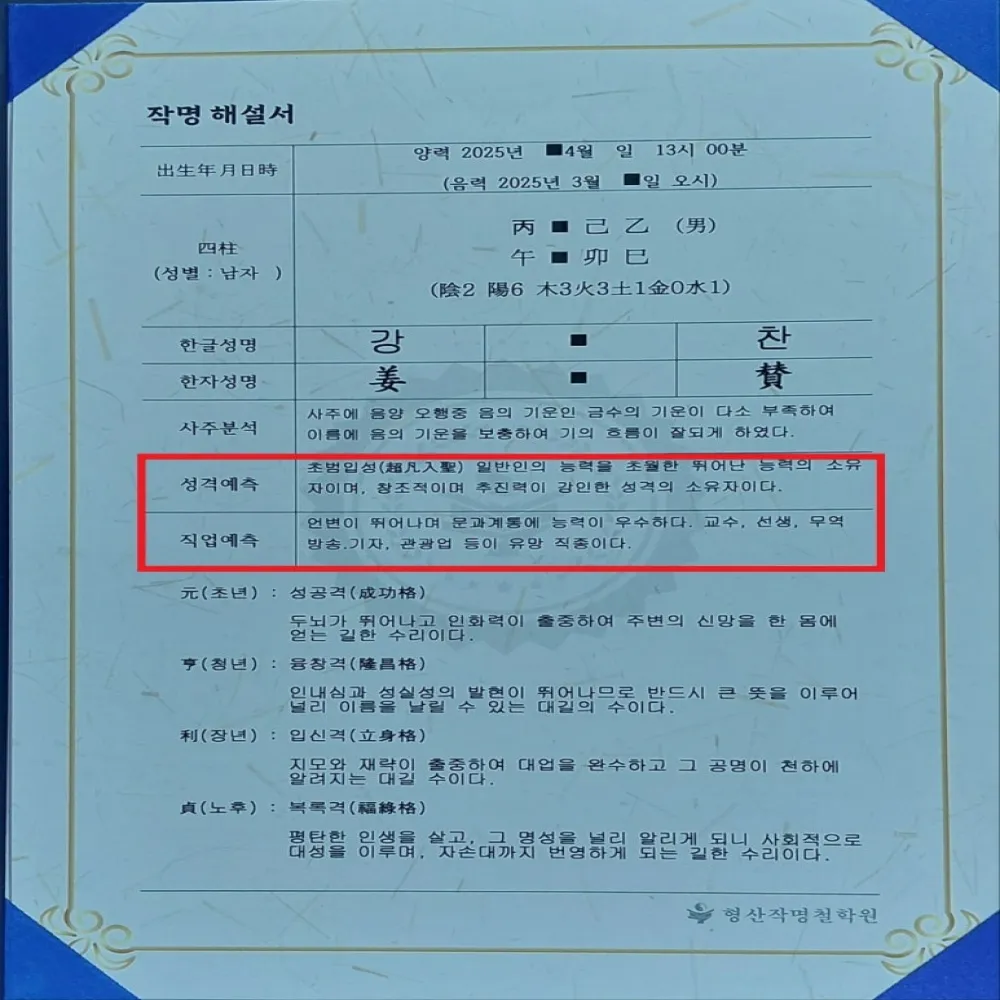 작명 해설서
出生年月日時
양력 2025년 ■4월 일 13시 00분
(음력 2025년 3월 ■일 오시)
四柱
(성별 : 남자 )
丙 ■ 己 乙 (男)
午 ■ 卯 巳
(陰2 陽6 木3火3土1金0水1)
한글성명 강 ■ 찬
한자성명 姜 ■ 賛
사주분석
사주에 음양 오행중 음의 기운인 금수의 기운이 다소 부족하여
이름에 음의 기운을 보충하여 기의 흐름이 잘되게 하였다.
성격예측
초범입성(超凡入聖) 일반인의 능력을 초월한 뛰어난 능력의 소유
자이며, 창조적이며 추진력이 강인한 성격의 소유자이다.
직업예측
언변이 뛰어나며 문과계통에 능력이 우수하다. 교수, 선생, 무역
방송.기자, 관광업 등이 유망 직종이다.
元(초년) : 성공격(成功格)
두뇌가 뛰어나고 인화력이 출중하여 주변의 신망을 한 몸에
얻는 길한 수리이다.
亨(청년) : 융창격(隆昌格)
인내심과 성실성의 발현이 뛰어나므로 반드시 큰 뜻을 이루어
널리 이름을 날릴 수 있는 대길의 수이다.
利(장년) : 입신격(立身格)
지모와 재략이 출중하여 대업을 완수하고 그 공명이 천하에
알려지는 대길 수이다.
貞(노후) : 복록격(福綠格)
평탄한 인생을 살고, 그 명성을 널리 알리게 되니 사회적으로
대성을 이루며, 자손대까지 번영하게 되는 길한 수리이다.
형산작명철학원